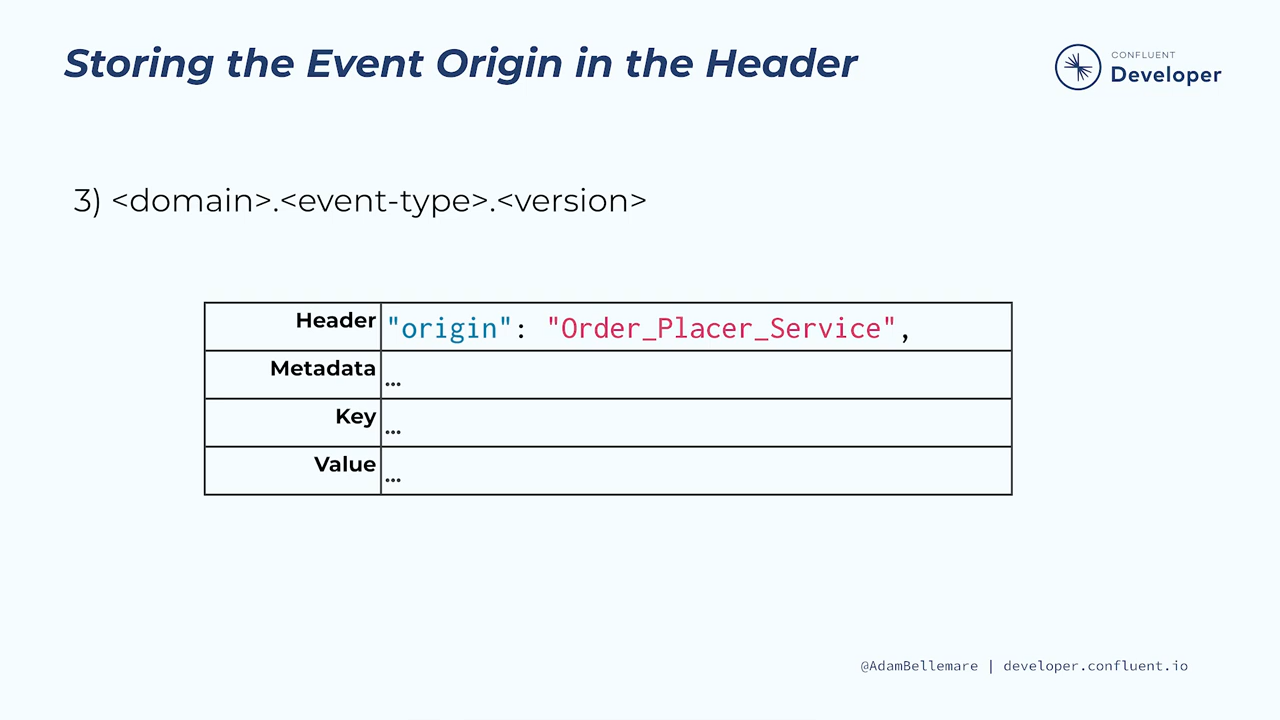 Storing the Event Origin in the Header
CONFLUENT
Developer
3) <domain>.<event-type>.<version>
Header "origin": "Order_Placer_Service",
Metadata ...
Key ...
Value ...
@AdamBellemare | developer.confluent.io